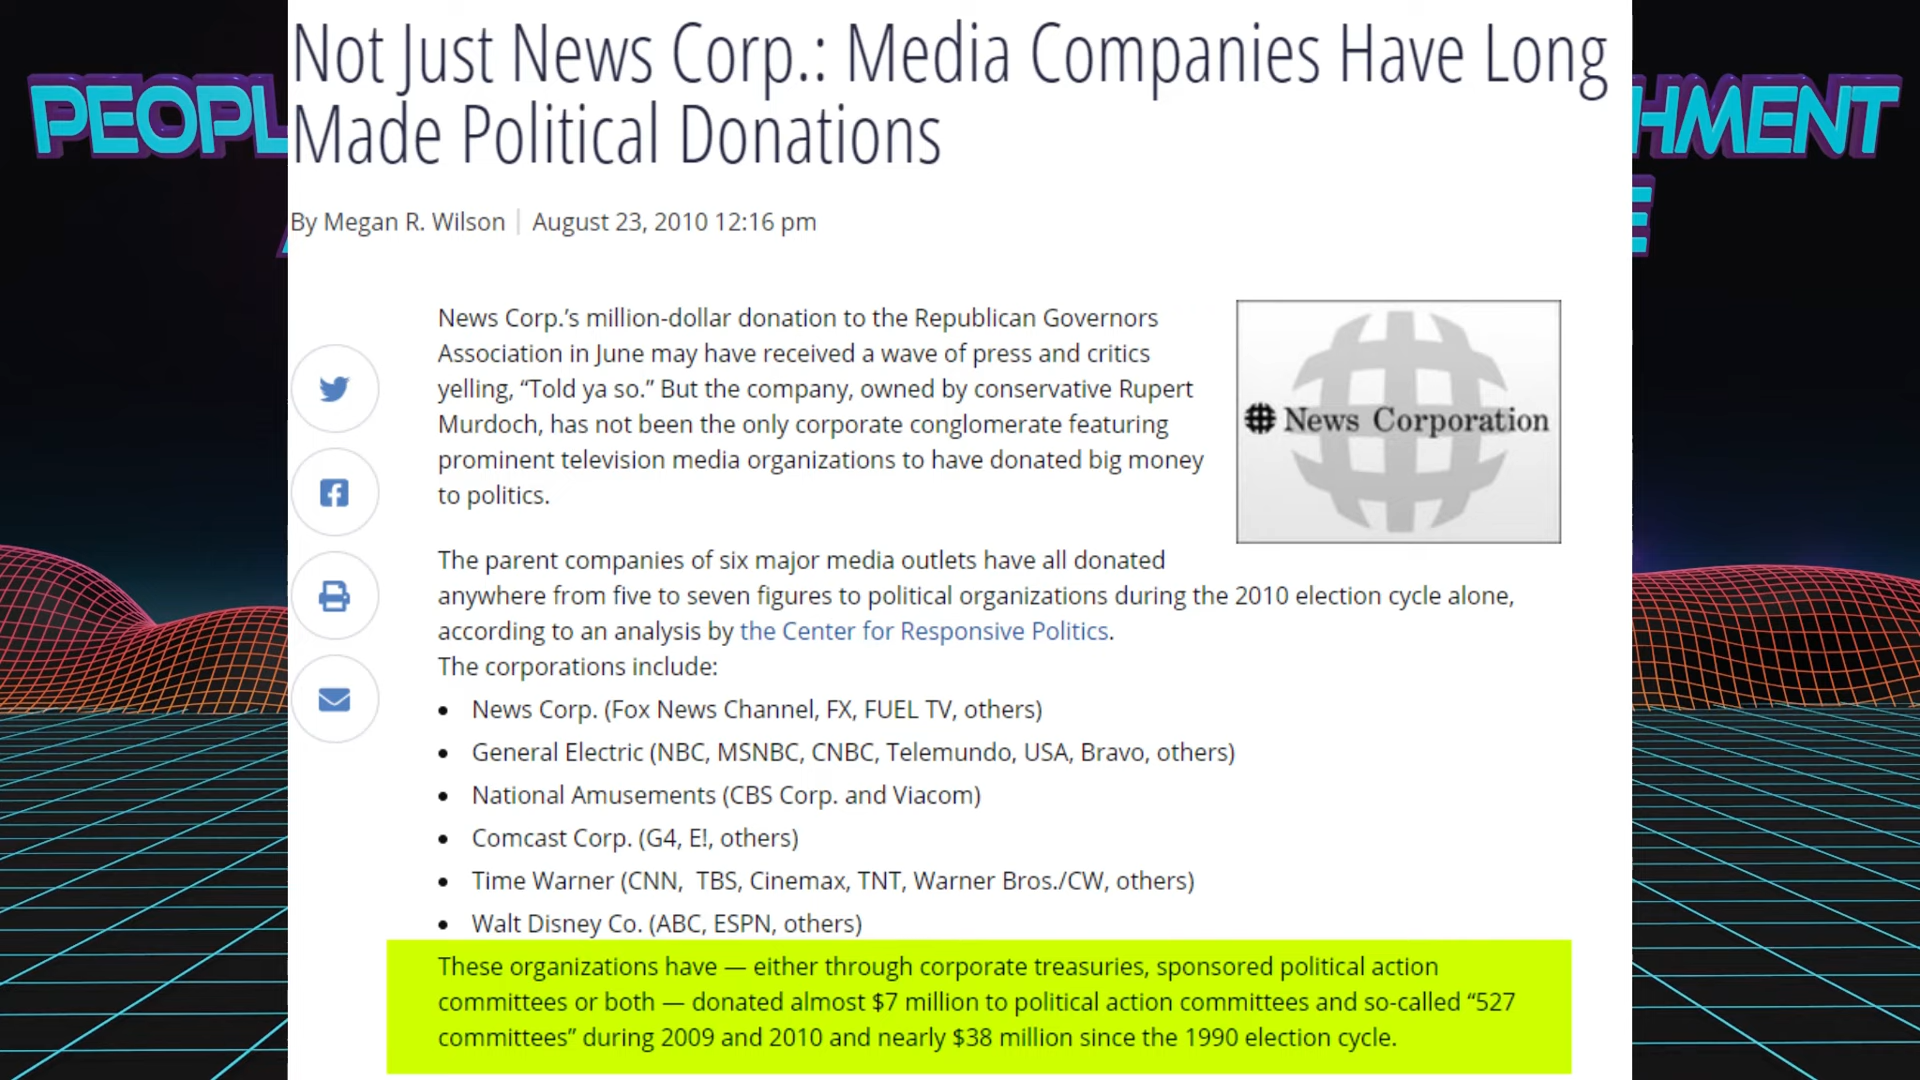 Not Just News Corp.: Media Companies Have Long
Made Political Donations
PEOPL
HMENT
E
By Megan R. Wilson | August 23, 2010 12:16 pm
News Corp.’s million-dollar donation to the Republican Governors
Association in June may have received a wave of press and critics
yelling, “Told ya so.” But the company, owned by conservative Rupert
Murdoch, has not been the only corporate conglomerate featuring
prominent television media organizations to have donated big money
to politics.
News Corporation
The parent companies of six major media outlets have all donated
anywhere from five to seven figures to political organizations during the 2010 election cycle alone,
according to an analysis by the Center for Responsive Politics.
The corporations include:
• News Corp. (Fox News Channel, FX, FUEL TV, others)
• General Electric (NBC, MSNBC, CNBC, Telemundo, USA, Bravo, others)
• National Amusements (CBS Corp. and Viacom)
• Comcast Corp. (G4, E!, others)
• Time Warner (CNN,  TBS, Cinemax, TNT, Warner Bros./CW, others)
• Walt Disney Co. (ABC, ESPN, others)
These organizations have — either through corporate treasuries, sponsored political action
committees or both — donated almost $7 million to political action committees and so-called “527
committees” during 2009 and 2010 and nearly $38 million since the 1990 election cycle.